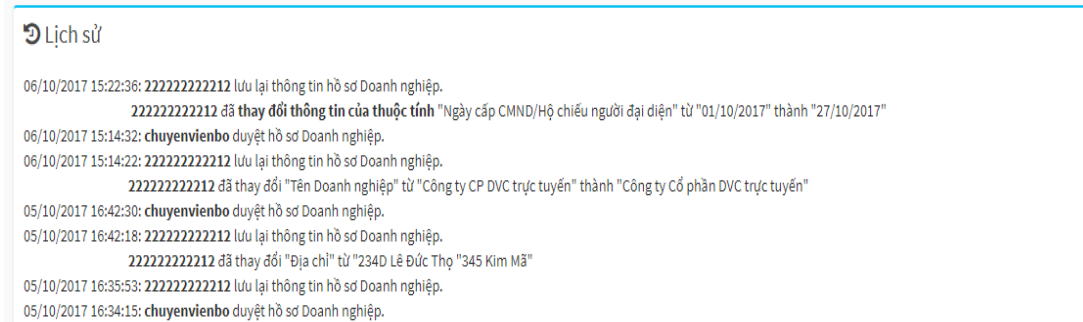 Lịch sử
06/10/2017 15:22:36: 222222222212 lưu lại thông tin hồ sơ Doanh nghiệp.
222222222212 đã thay đổi thông tin của thuộc tính "Ngày cấp CMND/Hộ chiếu người đại diện" từ "01/10/2017" thành "27/10/2017"
06/10/2017 15:14:32: chuyenvienbo duyệt hồ sơ Doanh nghiệp.
06/10/2017 15:14:22: 222222222212 lưu lại thông tin hồ sơ Doanh nghiệp.
222222222212 đã thay đổi "Tên Doanh nghiệp" từ "Công ty CP DVC trực tuyến" thành "Công ty Cổ phần DVC trực tuyến"
05/10/2017 16:42:30: chuyenvienbo duyệt hồ sơ Doanh nghiệp.
05/10/2017 16:42:18: 222222222212 lưu lại thông tin hồ sơ Doanh nghiệp.
222222222212 đã thay đổi "Địa chỉ" từ "234D Lê Đức Thọ "345 Kim Mã"
05/10/2017 16:35:53: 222222222212 lưu lại thông tin hồ sơ Doanh nghiệp.
05/10/2017 16:34:15: chuyenvienbo duyệt hồ sơ Doanh nghiệp.